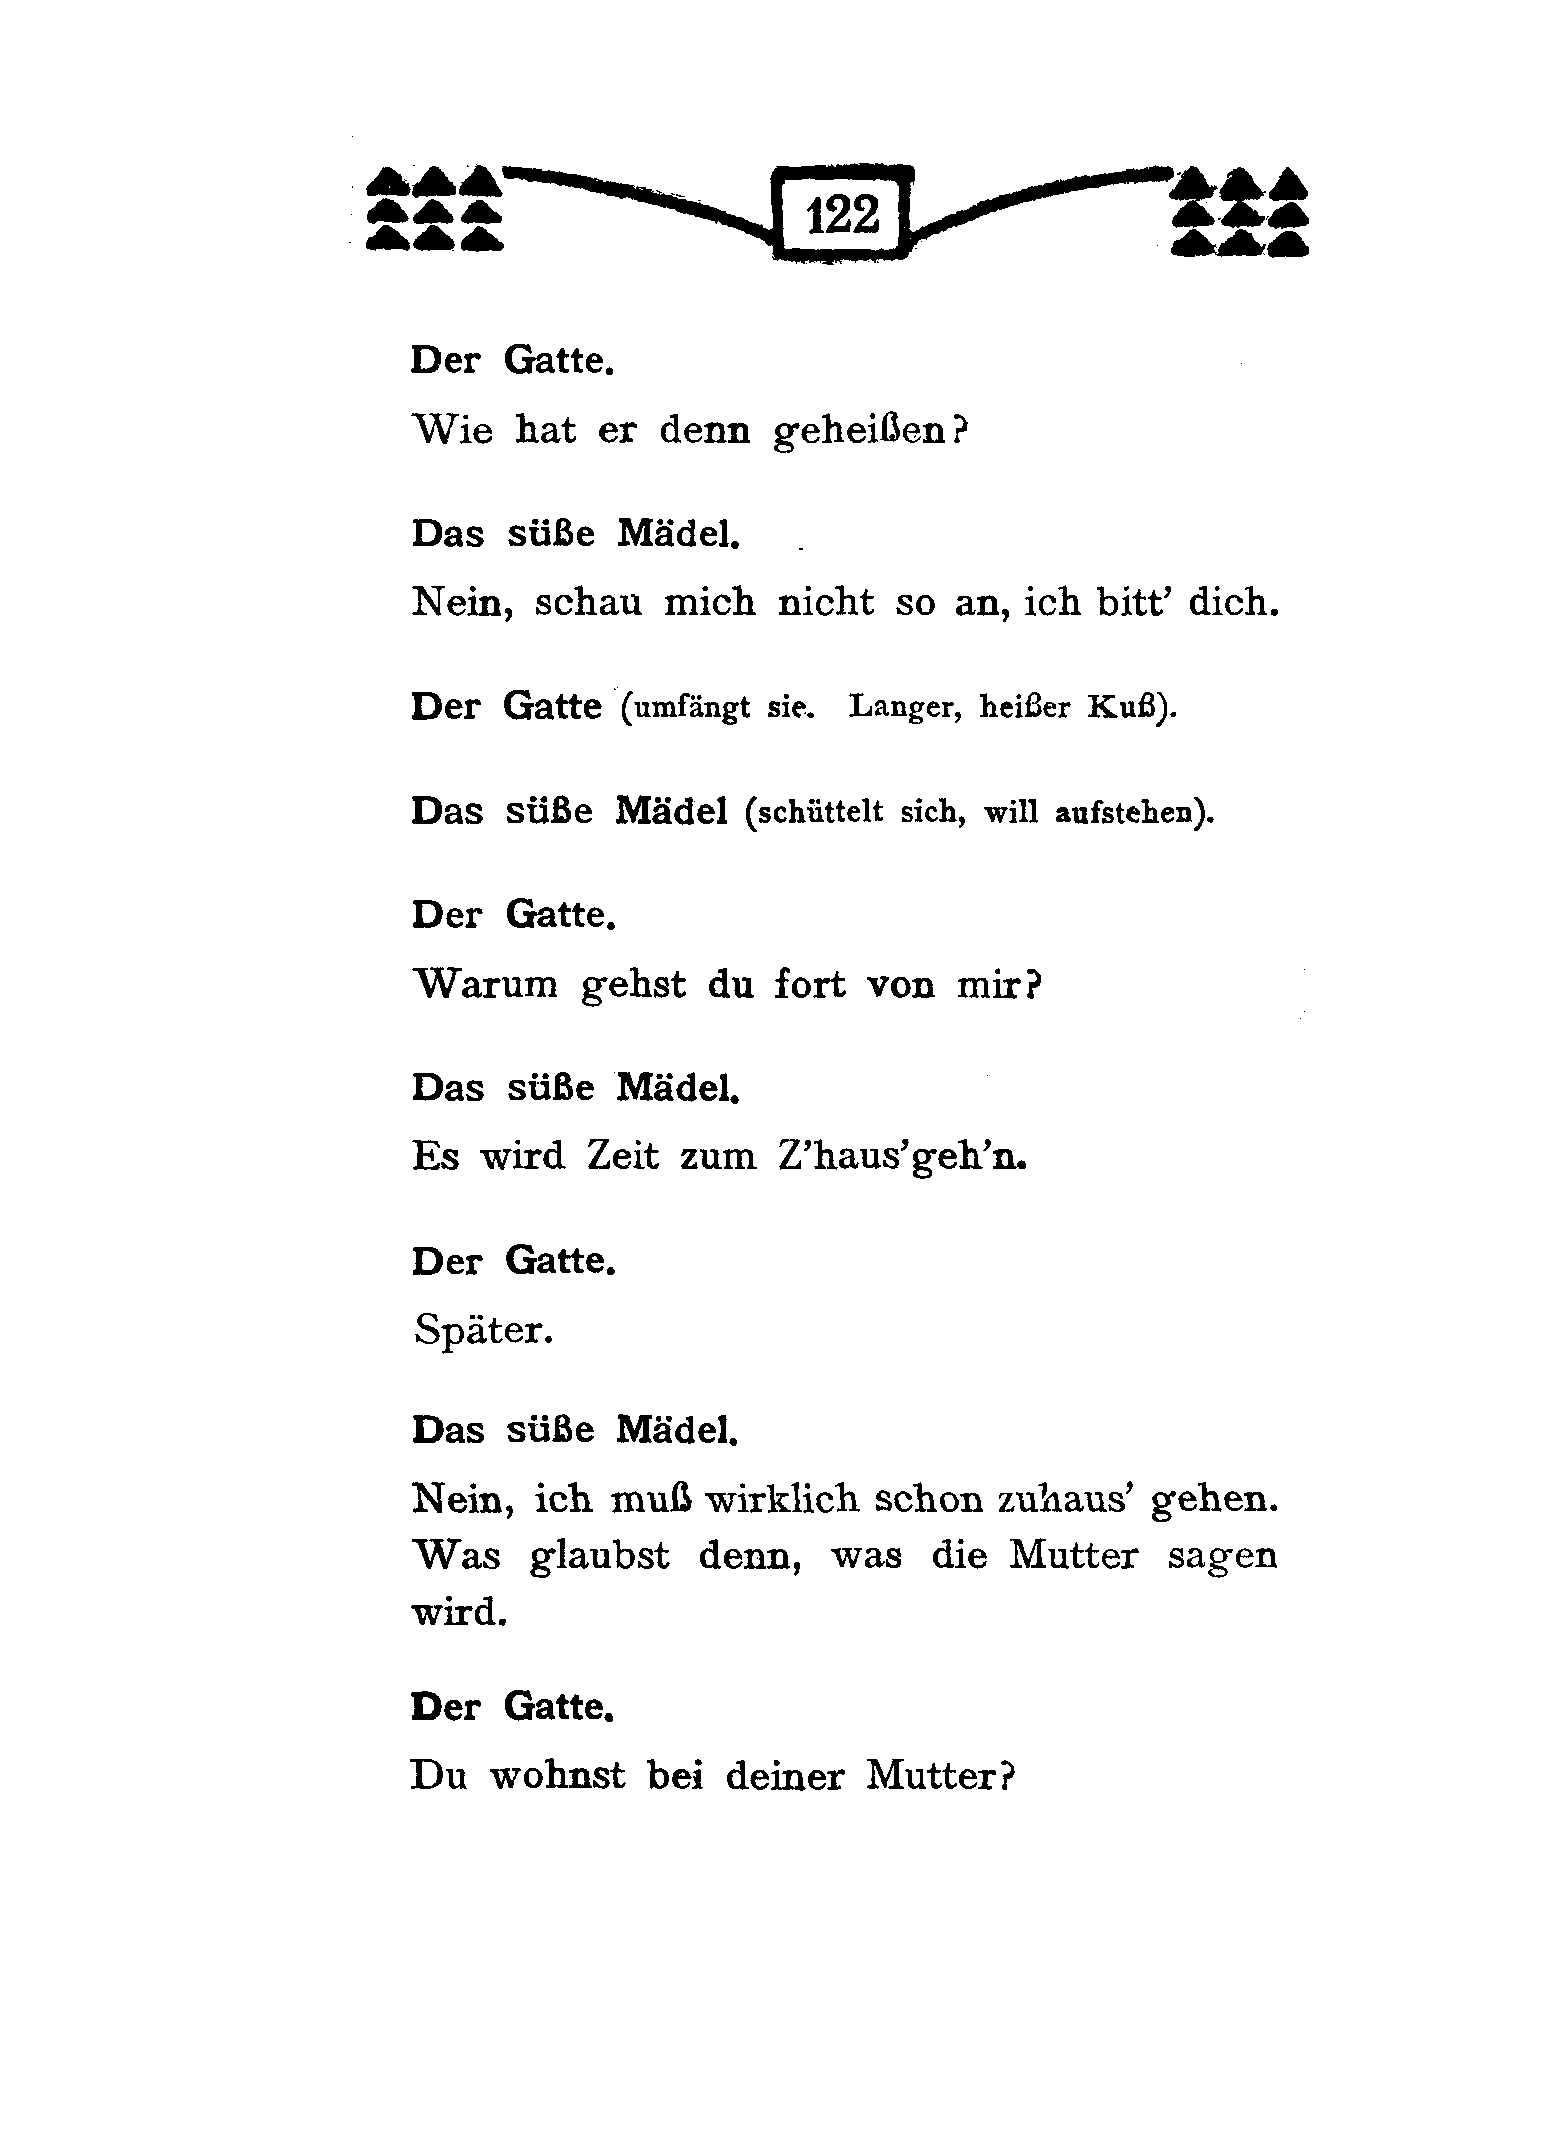 122
Der Gatte.
Wie hat er denn geheißen?
Das süße Mädel.
Nein, schau mich nicht so an, ich bitt’ dich.
Der Gatte (umfängt sie. Langer, heißer Kuß).
Das süße Mädel (schüttelt sich, will aufstehen).
Der Gatte.
Warum gehst du fort von mir?
Das süße Mädel.
Es wird Zeit zum Z’haus’geh’n.
Der Gatte.
Später.
Das süße Mädel.
Nein, ich muß wirklich schon zuhaus’ gehen.
Was glaubst denn, was die Mutter sagen
wird.
Der Gatte.
Du wohnst bei deiner Mutter?